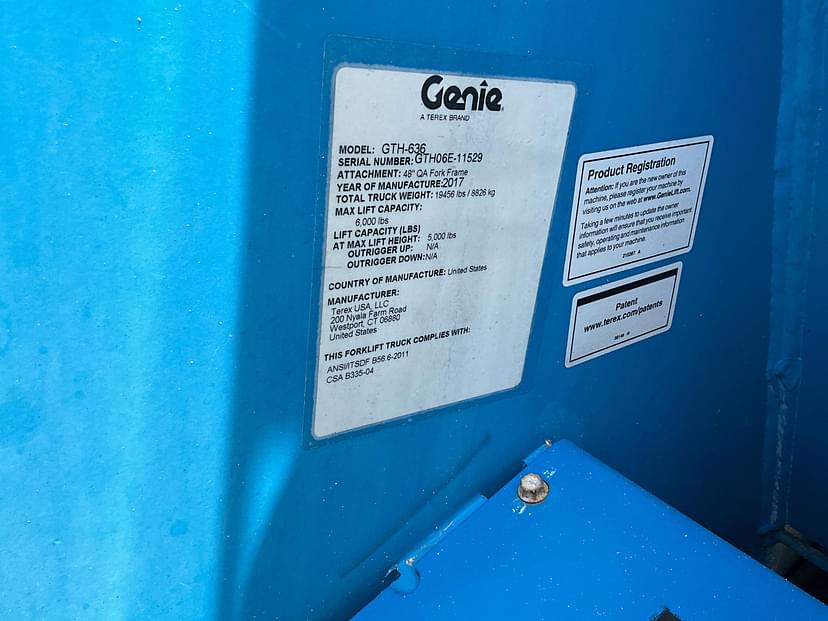 Genie
A TEREX BRAND
MODEL: GTH-636
SERIAL NUMBER: GTH06E-11529
ATTACHMENT: 48" QA Fork Frame
YEAR OF MANUFACTURE: 2017
TOTAL TRUCK WEIGHT: 19456 lbs / 8826 kg
MAX LIFT CAPACITY:
6,000 lbs
LIFT CAPACITY (LBS)
AT MAX LIFT HEIGHT: 5,000 lbs
OUTRIGGER UP: N/A
OUTRIGGER DOWN: N/A
COUNTRY OF MANUFACTURE: United States
MANUFACTURER:
Terex USA, LLC
200 Nyala Farm Road
Westport, CT 06880
United States
THIS FORKLIFT TRUCK COMPLIES WITH:
ANSI/ITSDF B56.6-2011
CSA B335-04
Product Registration
Attention: If you are the new owner of this
machine, please register your machine by
visiting us on the web at www.GenieLift.com.
Taking a few minutes to update the owner
information will ensure that you receive important
safety, operating and maintenance information
that applies to your machine.
Patent
www.terex.com/patents